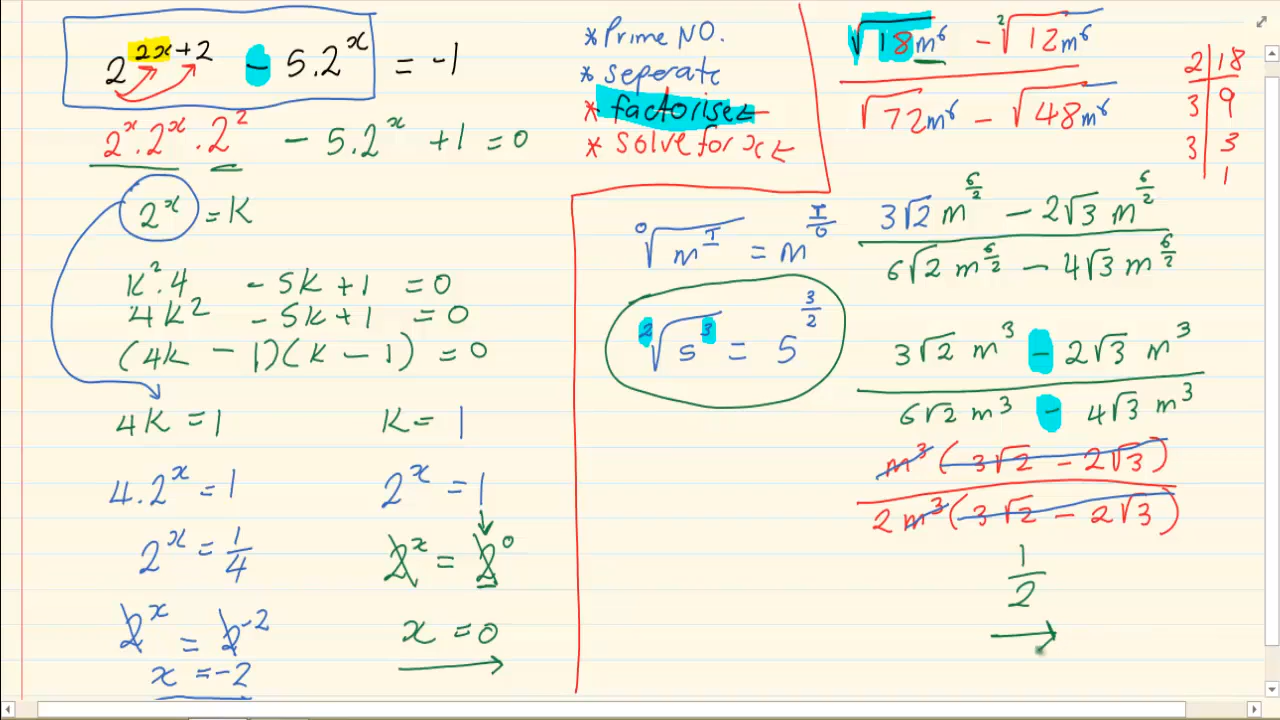 2^{2x+2} - 5.2^x = -1
2^x.2^x.2^2 - 5.2^x +1 = 0
2^x = K
K^2.4 - 5K + 1 = 0
4K^2 - 5K + 1 = 0
(4K - 1)(K - 1) = 0
4K = 1
4.2^x = 1
2^x = 1/4
2^x = 2^{-2}
x = -2
K = 1
2^x = 1
2^x = 2^0
x = 0
* Prime NO.
* seperate
* factorise
* solve for x
ᴼ√(m^I) = m^{I/O}
²√(5^3) = 5^{3/2}
√18m^6 - ²√12m^6
√72m^6 - √48m^6
2 | 18
3 | 9
3 | 3
1
3√2 m^{6/2} - 2√3 m^{6/2}
6√2 m^{6/2} - 4√3 m^{6/2}
3√2 m^3 - 2√3 m^3
6√2 m^3 - 4√3 m^3
m^3 (3√2 - 2√3)
2m^3 (3√2 - 2√3)
1
2